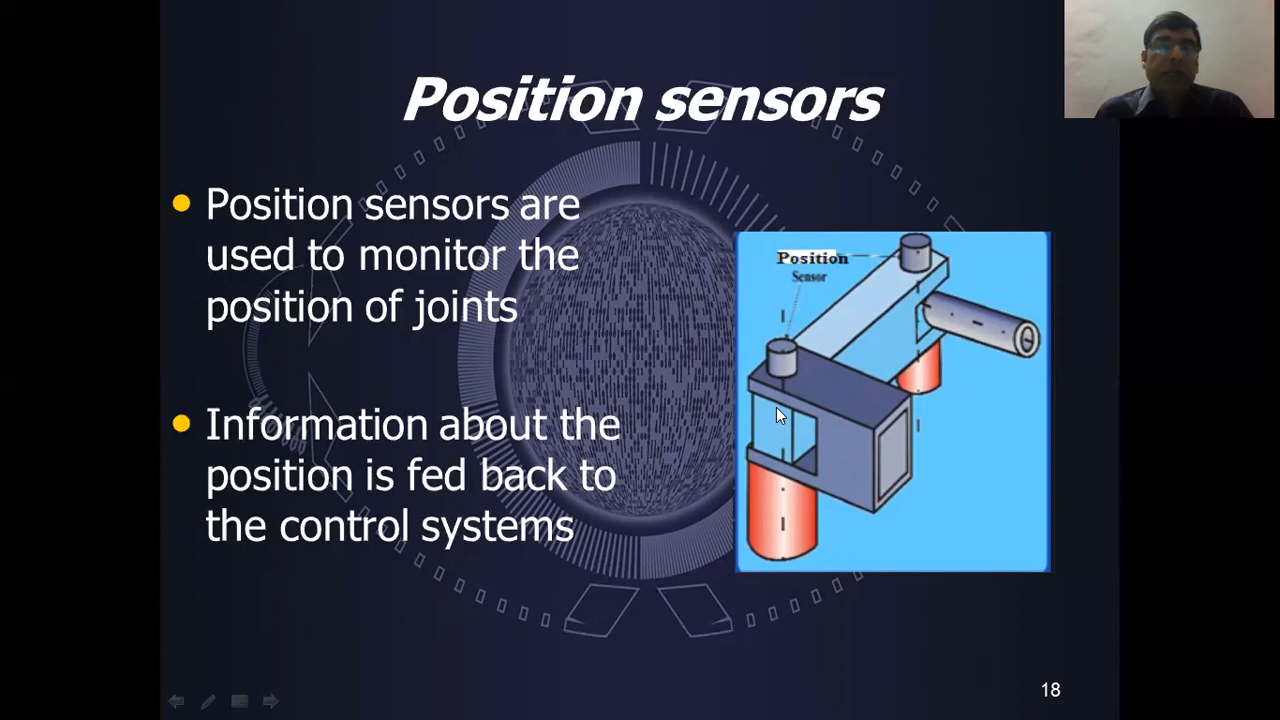 Position sensors
Position sensors are
used to monitor the
position of joints
Information about the
position is fed back to
the control systems
Position
Sensor
18